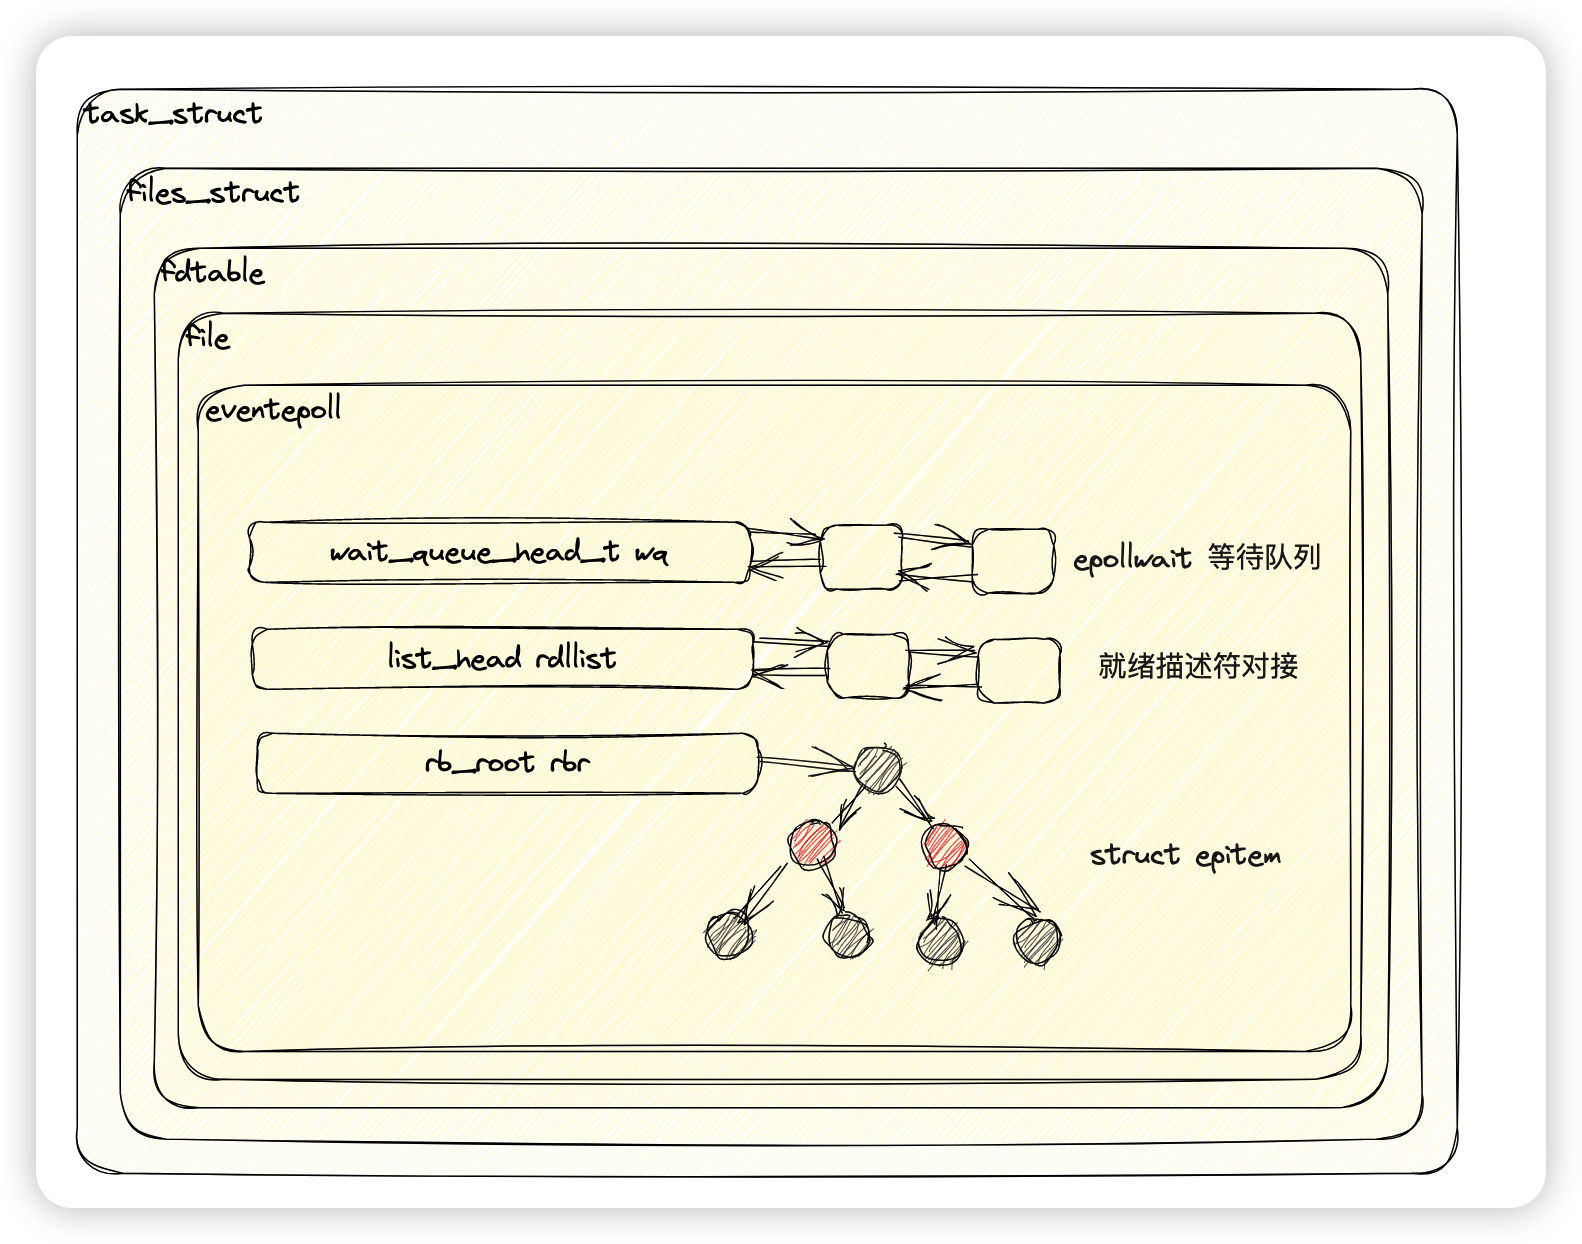 task_struct
files_struct
fdtable
file
eventepoll
wait_queue_head_t wq
epollwait 等待队列
list_head rdllist
就绪描述符对接
rb_root rbr
struct epitem